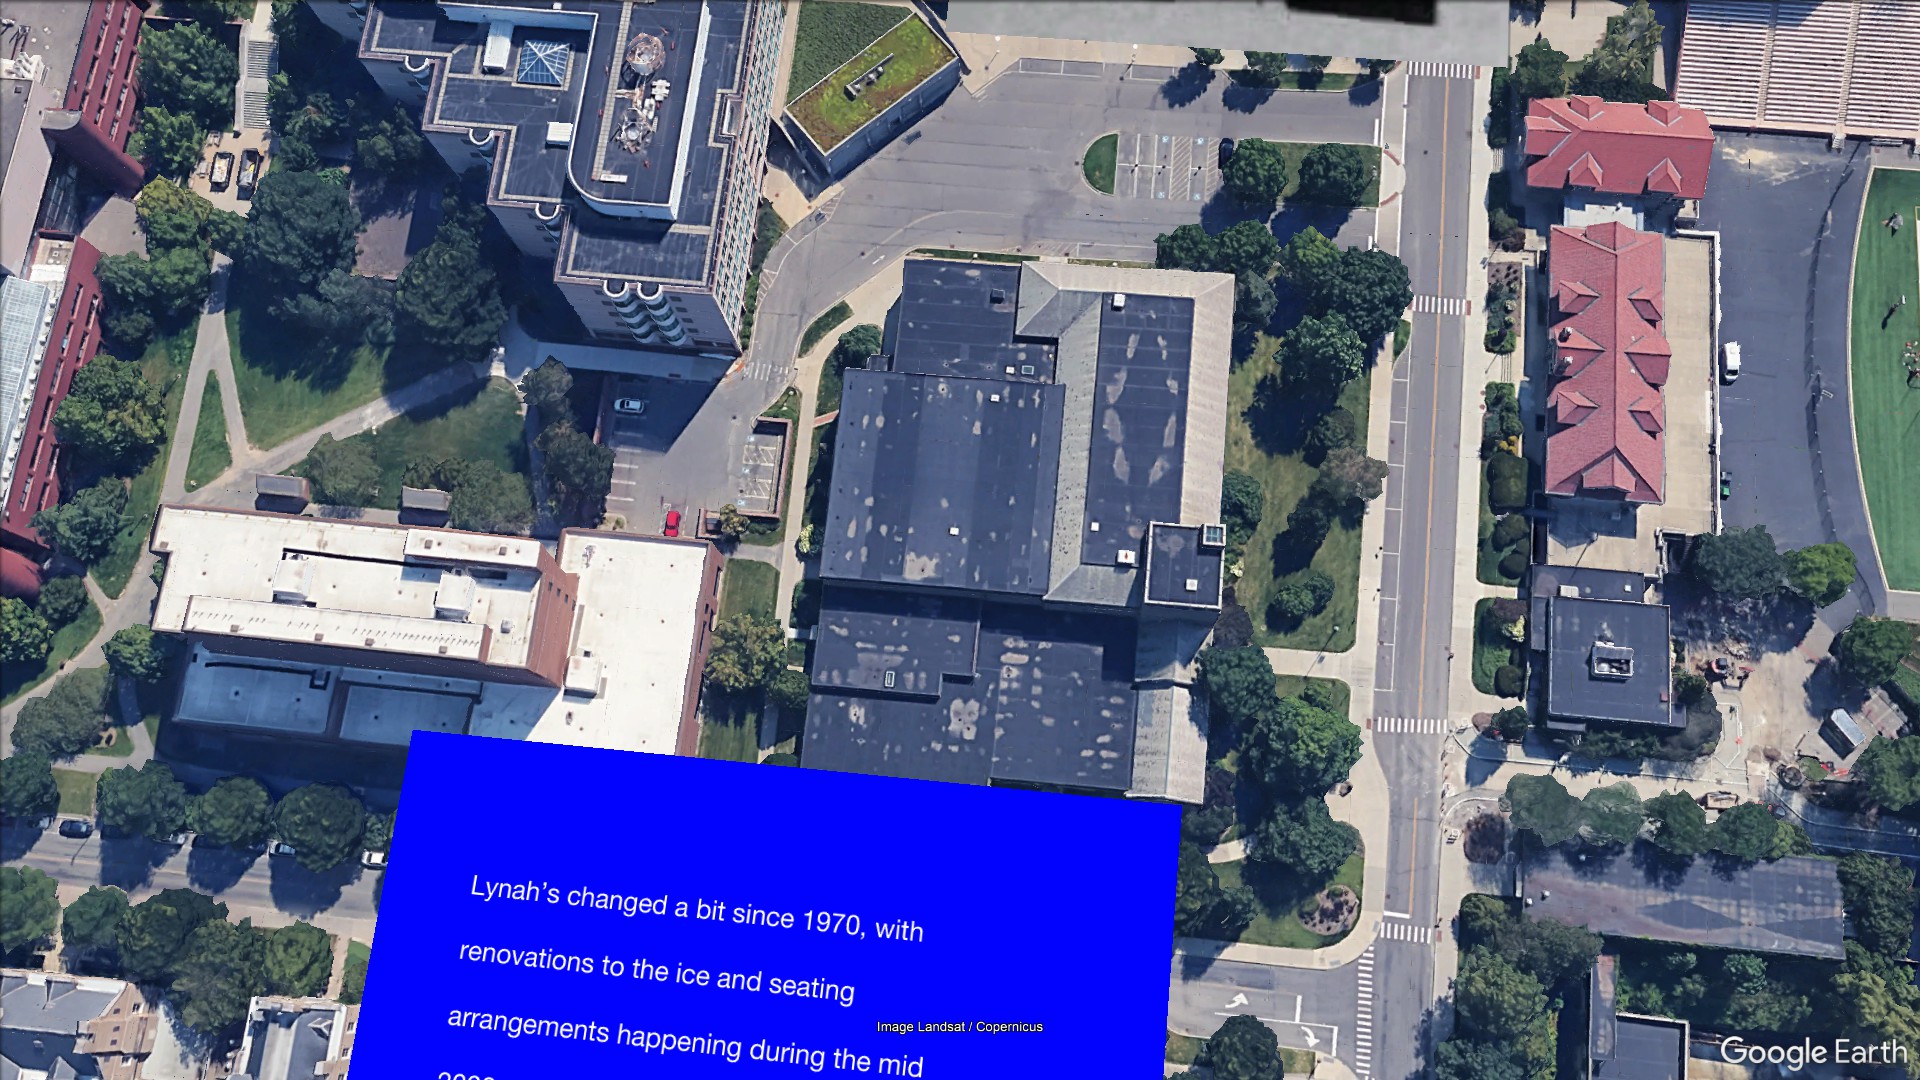 Lynah's changed a bit since 1970, with
renovations to the ice and seating
arrangements happening during the mid
Image Landsat / Copernicus
Google Earth